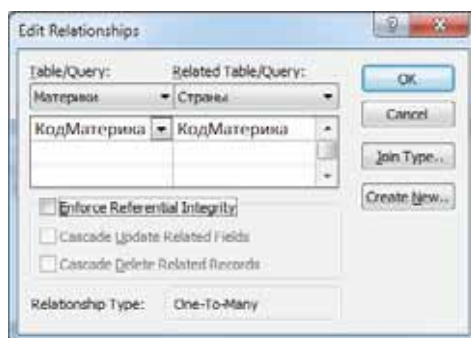 Edit Relationships
Table/Query: Related Table/Query:
Материки Страны
КодМатерика КодМатерика
Enforce Referential Integrity
Cascade Update Related Fields
Cascade Delete Related Records
Relationship Type: One-To-Many
OK
Cancel
Join Type..
Create New..